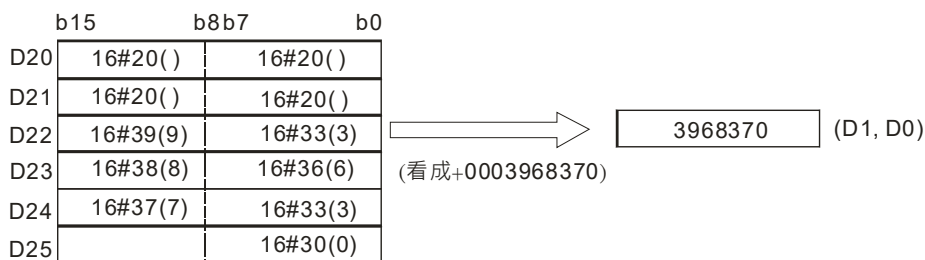 b15 b8 b7 b0
D20 16#20( ) 16#20( )
D21 16#20( ) 16#20( )
D22 16#39(9) 16#33(3) 3968370 (D1, D0)
D23 16#38(8) 16#36(6) (看成+0003968370)
D24 16#37(7) 16#33(3)
D25 16#30(0)